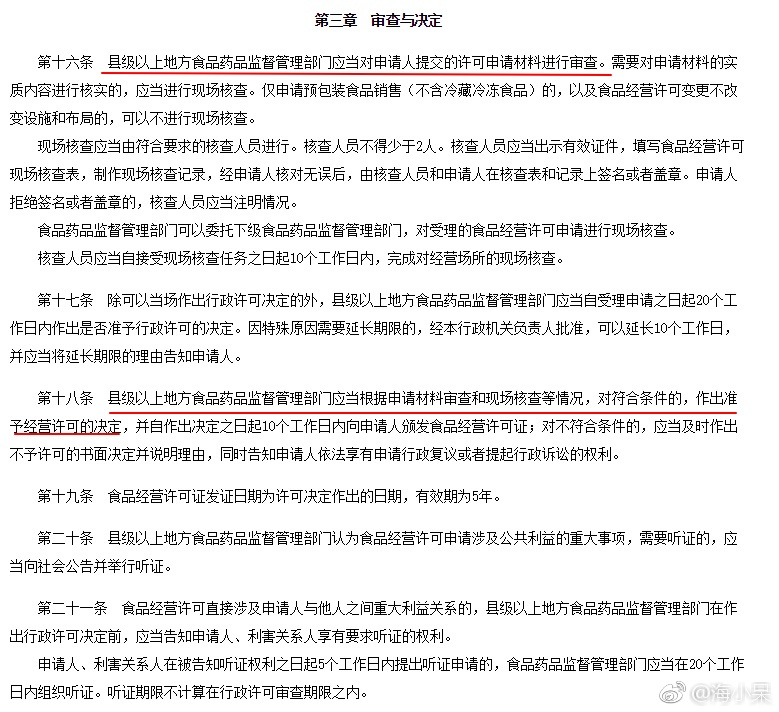 第三章 审查与决定
第十六条 县级以上地方食品药品监督管理部门应当对申请人提交的许可申请材料进行审查。需要对申请材料的实
质内容进行核实的，应当进行现场核查。仅申请预包装食品销售（不含冷藏冷冻食品）的，以及食品经营许可变更不改
变设施和布局的，可以不进行现场核查。
现场核查应当由符合要求的核查人员进行。核查人员不得少于2人。核查人员应当出示有效证件，填写食品经营许可
现场核查表，制作现场核查记录，经申请人核对无误后，由核查人员和申请人在核查表和记录上签名或者盖章。申请人
拒绝签名或者盖章的，核查人员应当注明情况。
食品药品监督管理部门可以委托下级食品药品监督管理部门，对受理的食品经营许可申请进行现场核查。
核查人员应当自接受现场核查任务之日起10个工作日内，完成对经营场所的现场核查。
第十七条 除可以当场作出行政许可决定的外，县级以上地方食品药品监督管理部门应当自受理申请之日起20个工
作日内作出是否准予行政许可的决定。因特殊原因需要延长期限的，经本行政机关负责人批准，可以延长10个工作日，
并应当将延长期限的理由告知申请人。
第十八条 县级以上地方食品药品监督管理部门应当根据申请材料审查和现场核查等情况，对符合条件的，作出准
予经营许可的决定，并自作出决定之日起10个工作日内向申请人颁发食品经营许可证；对不符合条件的，应当及时作出
不予许可的书面决定并说明理由，同时告知申请人依法享有申请行政复议或者提起行政诉讼的权利。
第十九条 食品经营许可证发证日期为许可决定作出的日期，有效期为5年。
第二十条 县级以上地方食品药品监督管理部门认为食品经营许可申请涉及公共利益的重大事项，需要听证的，应
当向社会公告并举行听证。
第二十一条 食品经营许可直接涉及申请人与他人之间重大利益关系的，县级以上地方食品药品监督管理部门在作
出行政许可决定前，应当告知申请人、利害关系人享有要求听证的权利。
申请人、利害关系人在被告知听证权利之日起5个工作日内提出听证申请的，食品药品监督管理部门应当在20个工作
日内组织听证。听证期限不计算在行政许可审查期限之内。
@海小杲